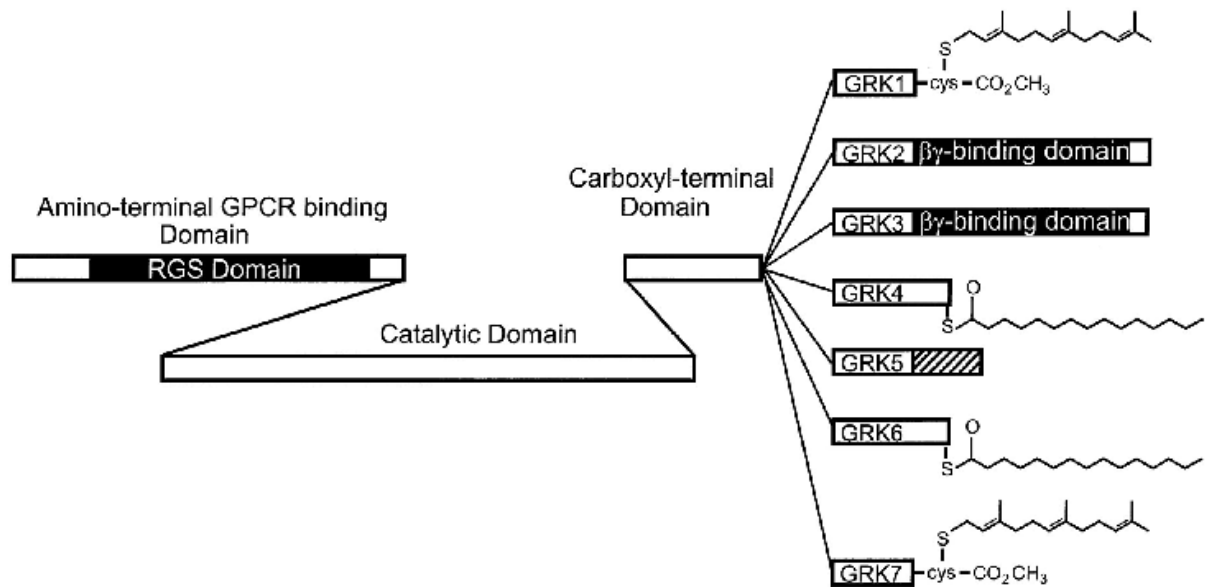 Amino-terminal GPCR binding
Domain
RGS Domain
Catalytic Domain
Carboxyl-terminal
Domain
S
GRK1 cys CO₂CH₃
GRK2 βγ-binding domain
GRK3 βγ-binding domain
GRK4
O
S
GRK5
GRK6
O
S
S
GRK7 cys CO₂CH₃